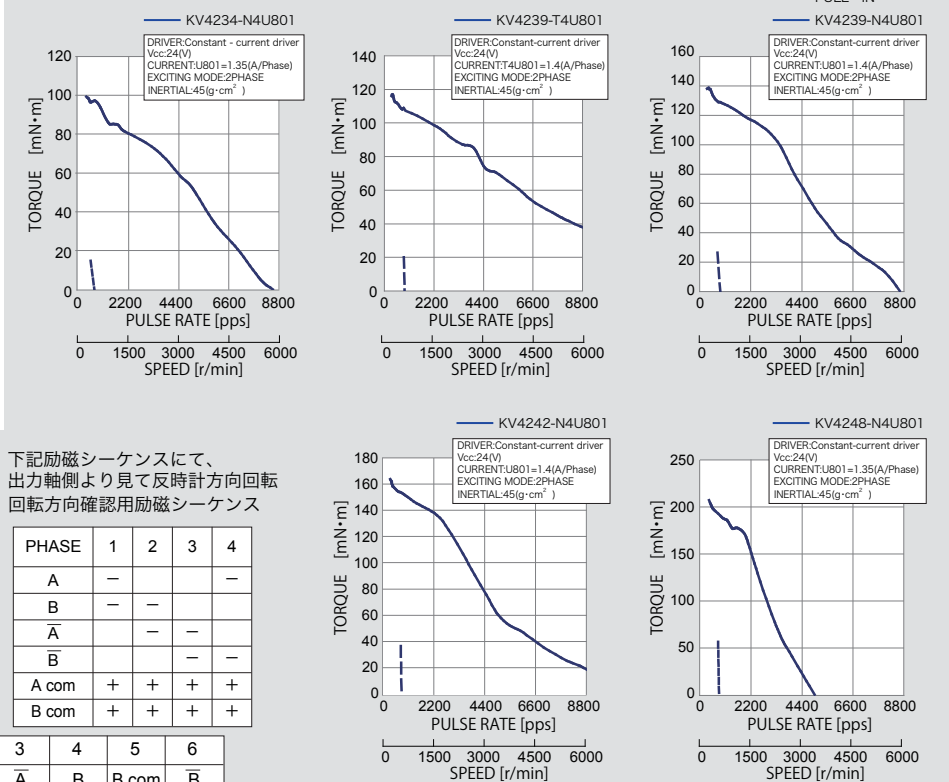 PULL IN
KV4234-N4U801
DRIVER:Constant - current driver
Vcc:24(V)
CURRENT:U801=1.35(A/Phase)
EXCITING MODE:2PHASE
INERTIAL:45(g·cm²)
TORQUE [mN•m]
120
100
80
60
40
20
0
0 2200 4400 6600 8800
PULSE RATE [pps]
0 1500 3000 4500 6000
SPEED [r/min]
KV4239-T4U801
DRIVER:Constant-current driver
Vcc:24(V)
CURRENT:T4U801=1.4(A/Phase)
EXCITING MODE:2PHASE
INERTIAL:45(g·cm²)
TORQUE [mN•m]
140
120
100
80
60
40
20
0
0 2200 4400 6600 8800
PULSE RATE [pps]
0 1500 3000 4500 6000
SPEED [r/min]
KV4239-N4U801
DRIVER:Constant-current driver
Vcc:24(V)
CURRENT:U801=1.4(A/Phase)
EXCITING MODE:2PHASE
INERTIAL:45(g·cm²)
TORQUE [mN•m]
160
140
120
100
80
60
40
20
0
0 2200 4400 6600 8800
PULSE RATE [pps]
0 1500 3000 4500 6000
SPEED [r/min]
下記励磁シーケンスにて、
出力軸側より見て反時計方向回転
回転方向確認用励磁シーケンス
PHASE 1 2 3 4
A − −
B − −
A̅ − −
B̅ − −
A com + + + +
B com + + + +
3 4 5 6
A̅ B B com B̅
KV4242-N4U801
DRIVER:Constant-current driver
Vcc:24(V)
CURRENT:U801=1.4(A/Phase)
EXCITING MODE:2PHASE
INERTIAL:45(g·cm²)
TORQUE [mN•m]
180
160
140
120
100
80
60
40
20
0
0 2200 4400 6600 8800
PULSE RATE [pps]
0 1500 3000 4500 6000
SPEED [r/min]
KV4248-N4U801
DRIVER:Constant-current driver
Vcc:24(V)
CURRENT:U801=1.35(A/Phase)
EXCITING MODE:2PHASE
INERTIAL:45(g·cm²)
TORQUE [mN•m]
250
200
150
100
50
0
0 2200 4400 6600 8800
PULSE RATE [pps]
0 1500 3000 4500 6000
SPEED [r/min]